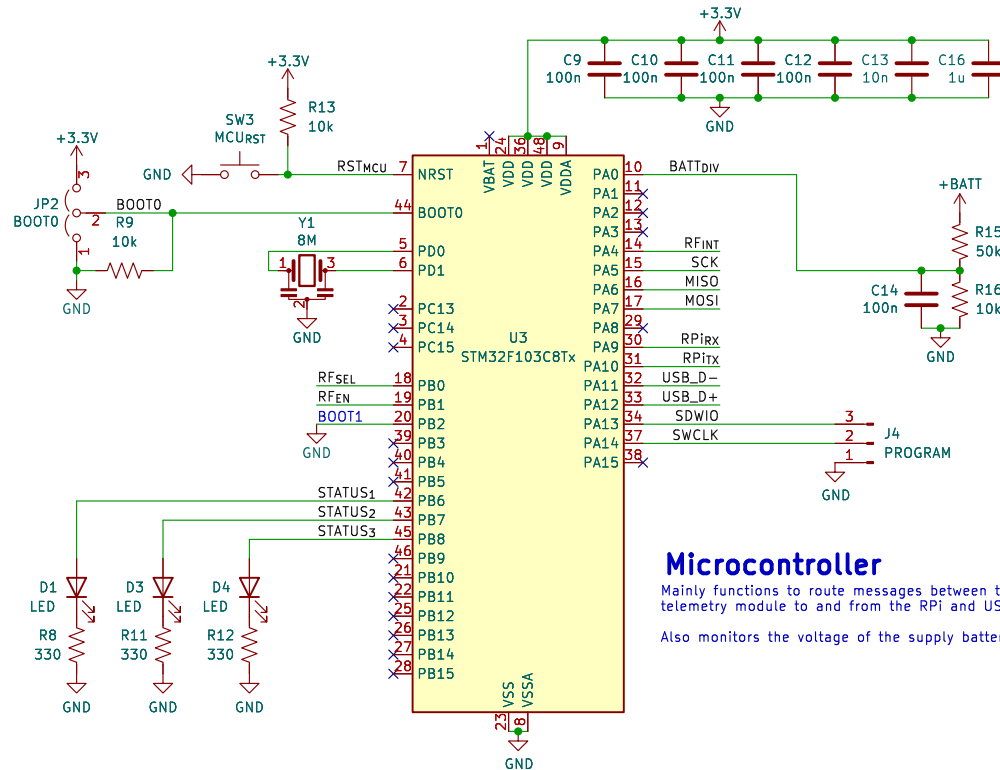 +3.3V
C9
100n
C10
100n
C11
100n
C12
100n
C13
10n
C16
1u
GND
+3.3V
R13
10k
SW3
MCURST
GND
RSTMCU
7
NRST
+3.3V
3
JP2
BOOT0
2
1
BOOT0
R9
10k
GND
44
BOOT0
Y1
8M
1
3
2
GND
5
PD0
6
PD1
2
PC13
3
PC14
4
PC15
RFSEL
18
PB0
RFEN
19
PB1
BOOT1
20
PB2
GND
39
PB3
40
PB4
41
PB5
STATUS1
42
PB6
STATUS2
43
PB7
STATUS3
45
PB8
46
PB9
21
PB10
22
PB11
25
PB12
26
PB13
27
PB14
28
PB15
D1
LED
R8
330
GND
D3
LED
R11
330
GND
D4
LED
R12
330
GND
1
VBAT
24
VDD
36
VDD
48
VDD
9
VDDA
U3
STM32F103C8Tx
23
VSS
8
VSSA
GND
PA0
10
BATTDIV
PA1
11
PA2
12
PA3
13
PA4
14
RFINT
PA5
15
SCK
PA6
16
MISO
PA7
17
MOSI
PA8
29
PA9
30
RPiRX
PA10
31
RPiTX
PA11
32
USB_D-
PA12
33
USB_D+
PA13
34
SDWIO
PA14
37
SWCLK
PA15
38
+BATT
R15
50k
C14
100n
R16
10k
GND
3
2
1
J4
PROGRAM
GND
Microcontroller
Mainly functions to route messages between t
telemetry module to and from the RPi and US
Also monitors the voltage of the supply batte